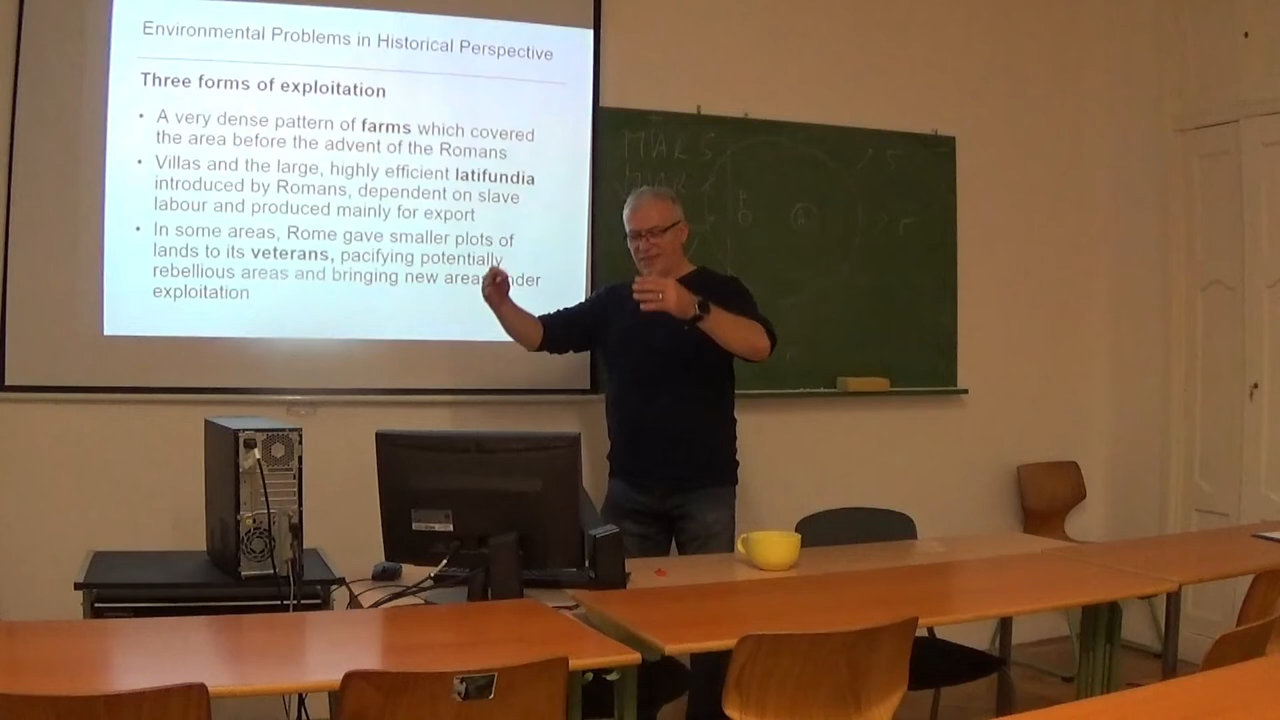 Environmental Problems in Historical Perspective
Three forms of exploitation
• A very dense pattern of farms which covered
the area before the advent of the Romans
• Villas and the large, highly efficient latifundia
introduced by Romans, dependent on slave
labour and produced mainly for export
• In some areas, Rome gave smaller plots of
lands to its veterans, pacifying potentially
rebellious areas and bringing new areas under
exploitation
MARS